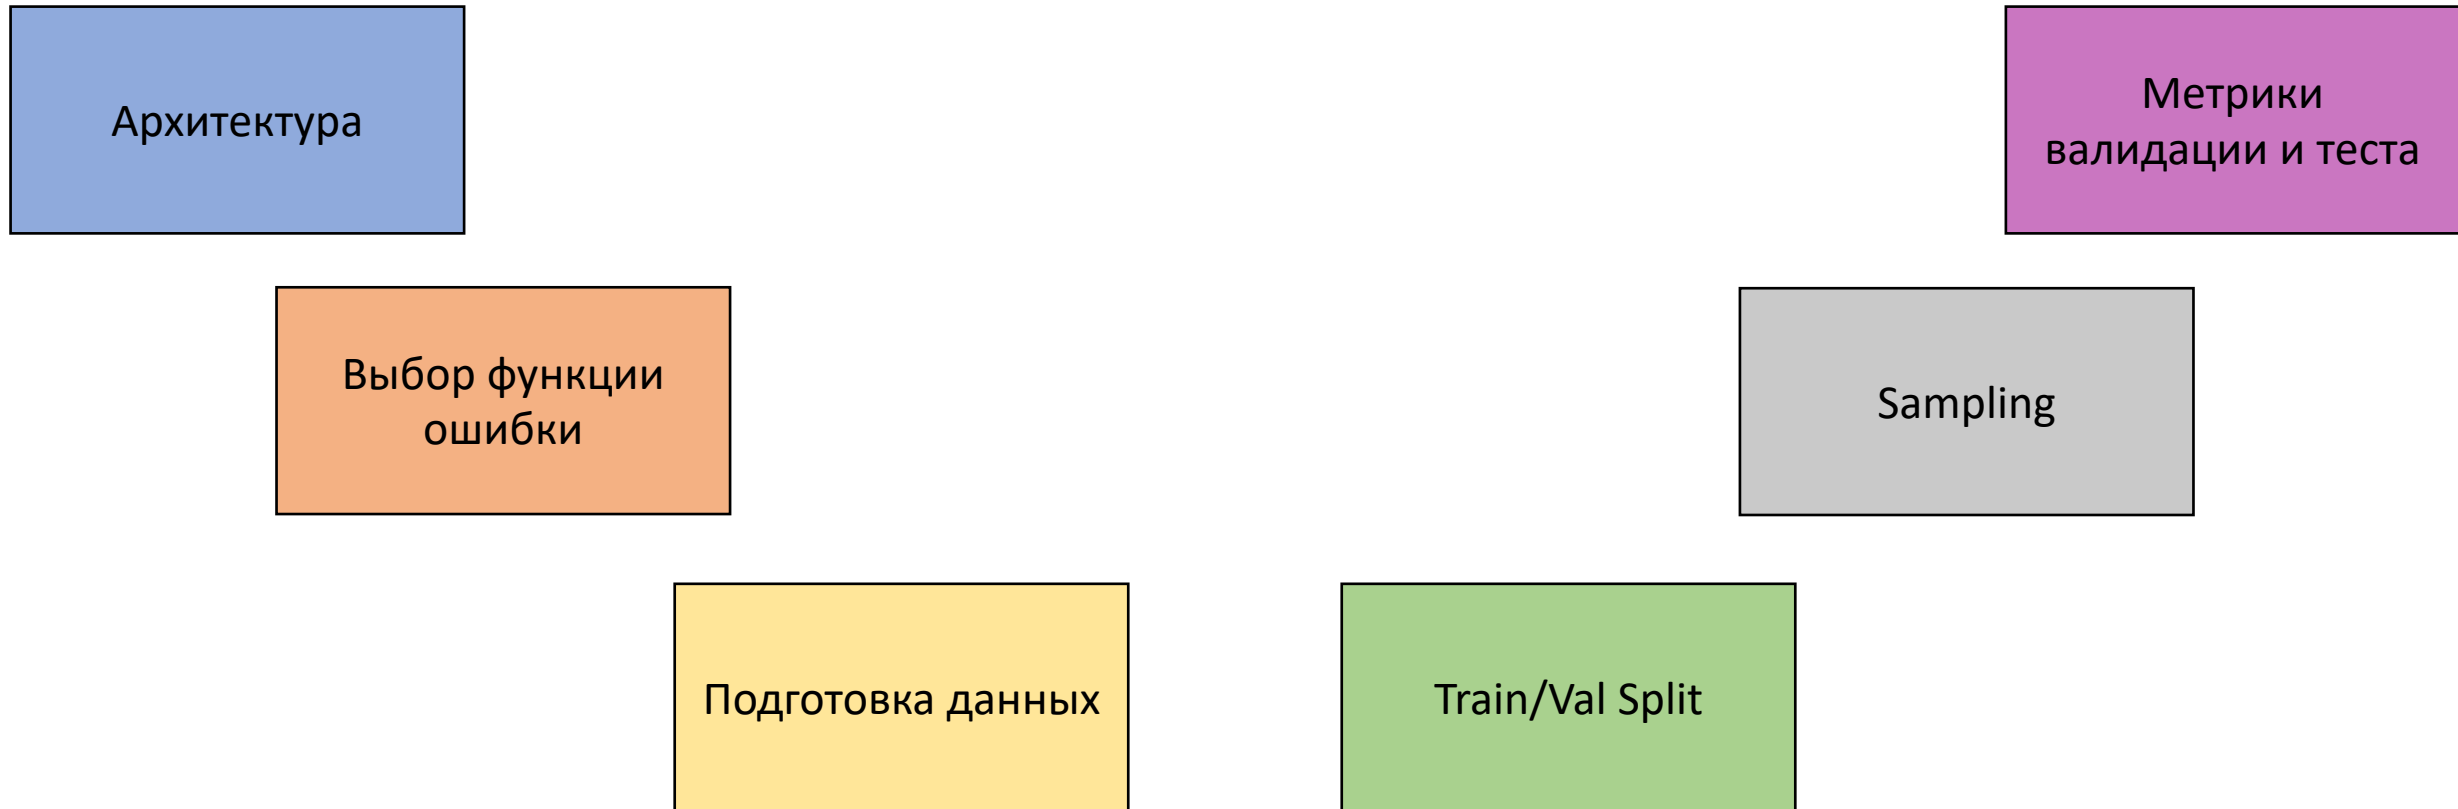 Архитектура
Метрики
валидации и теста
Выбор функции
ошибки
Sampling
Подготовка данных
Train/Val Split